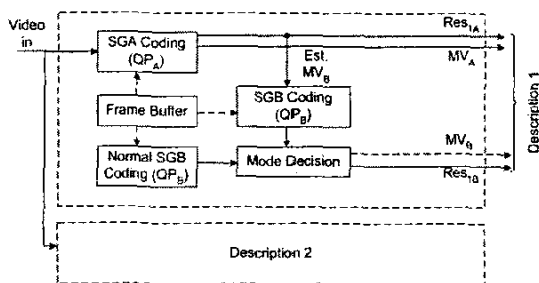 Video
in
SGA Coding
(QP_A)
Res_1A
MV_A
Est.
MV_B
Frame Buffer
SGB Coding
(QP_B)
Normal SGB
Coding (QP_B)
Mode Decision
MV_B
Res_1B
Description 1
Description 2